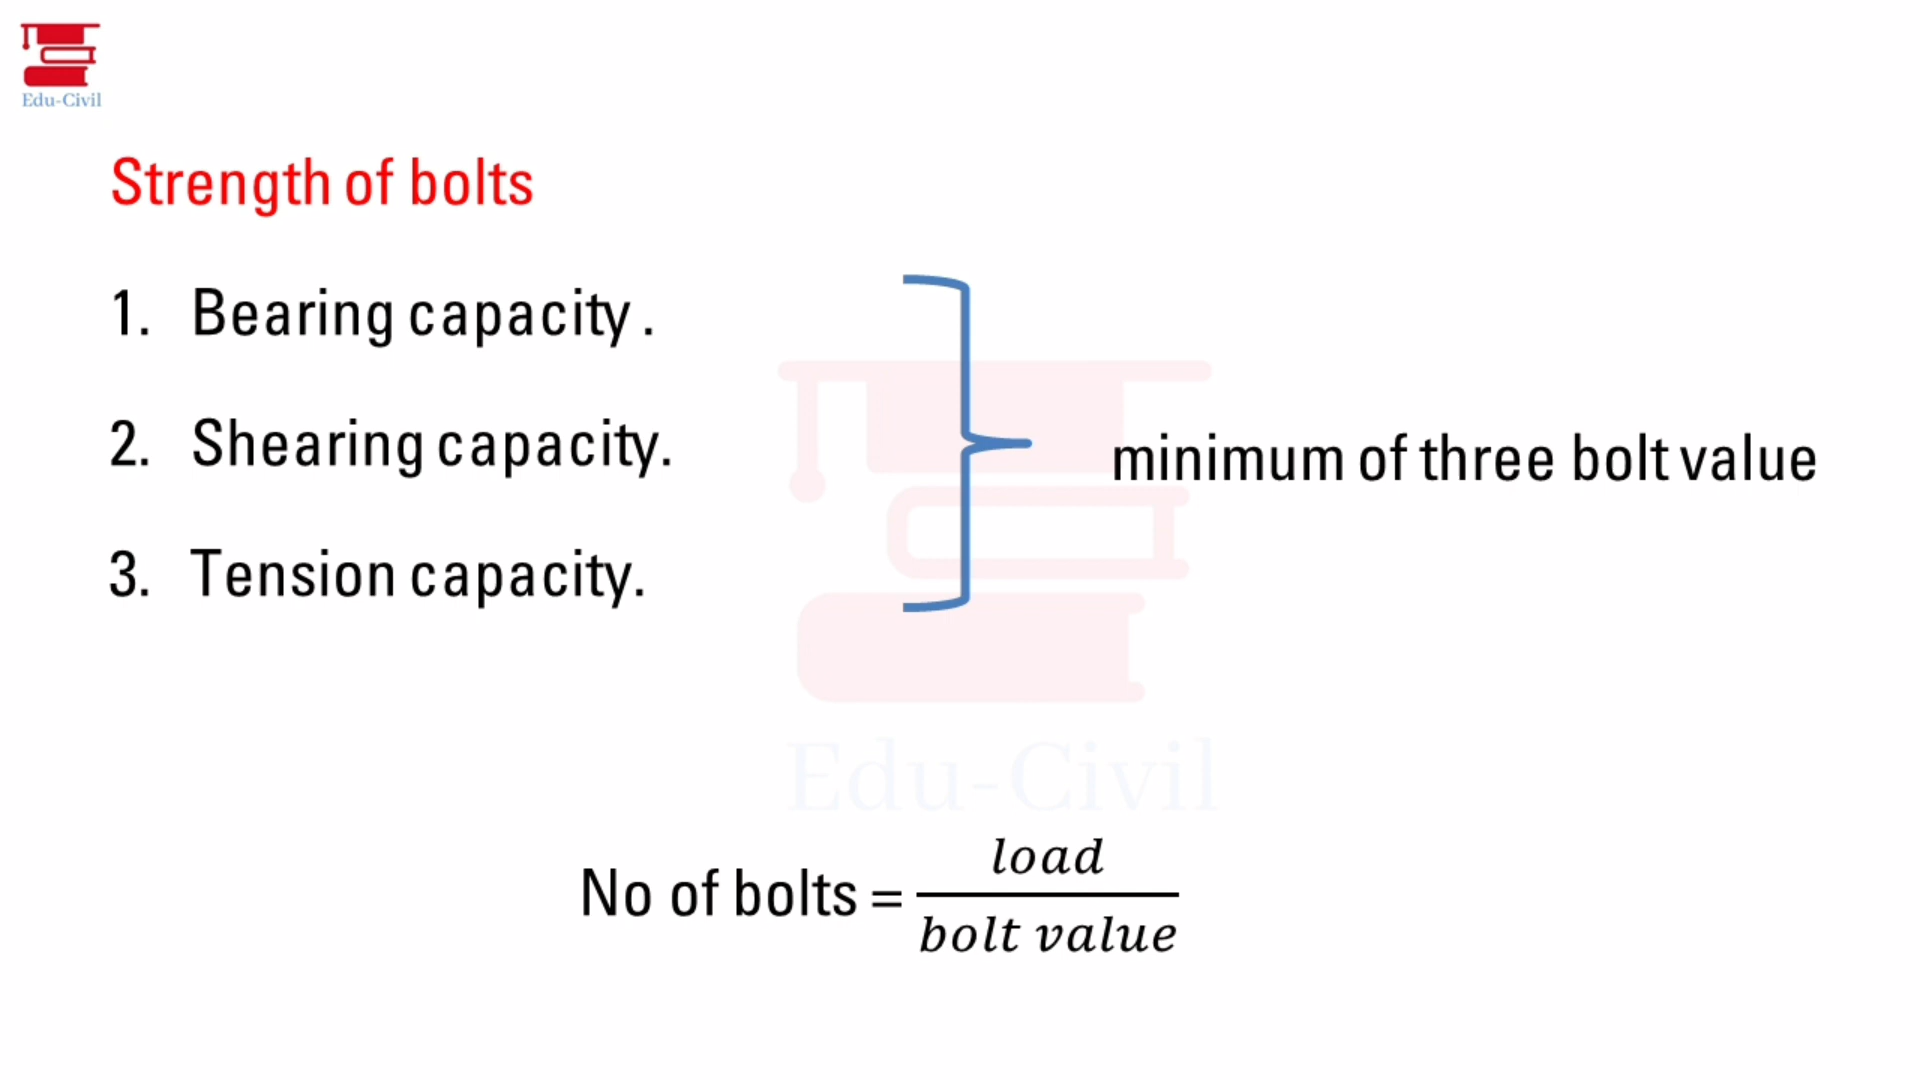 Edu-Civil
Strength of bolts
1. Bearing capacity .
2. Shearing capacity.
3. Tension capacity.
minimum of three bolt value
Edu-Civil
No of bolts = load / bolt value